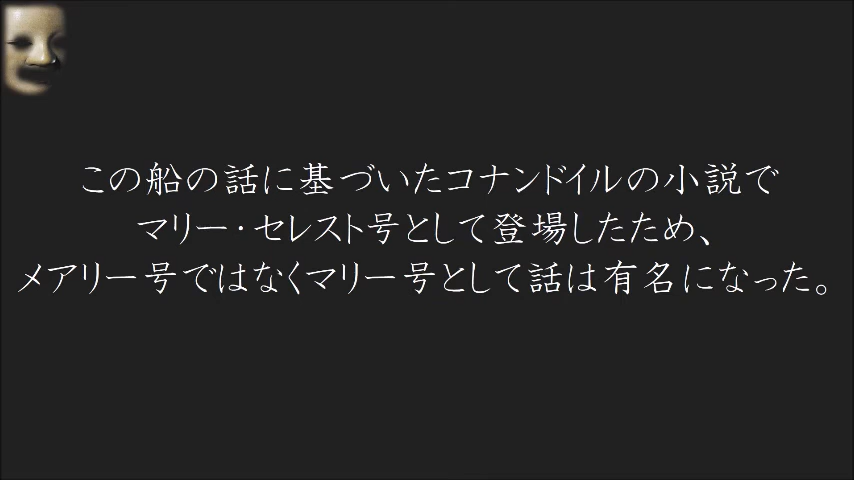 この船の話に基づいたコナンドイルの小説で
マリー・セレスト号として登場したため、
メアリー号ではなくマリー号として話は有名になった。